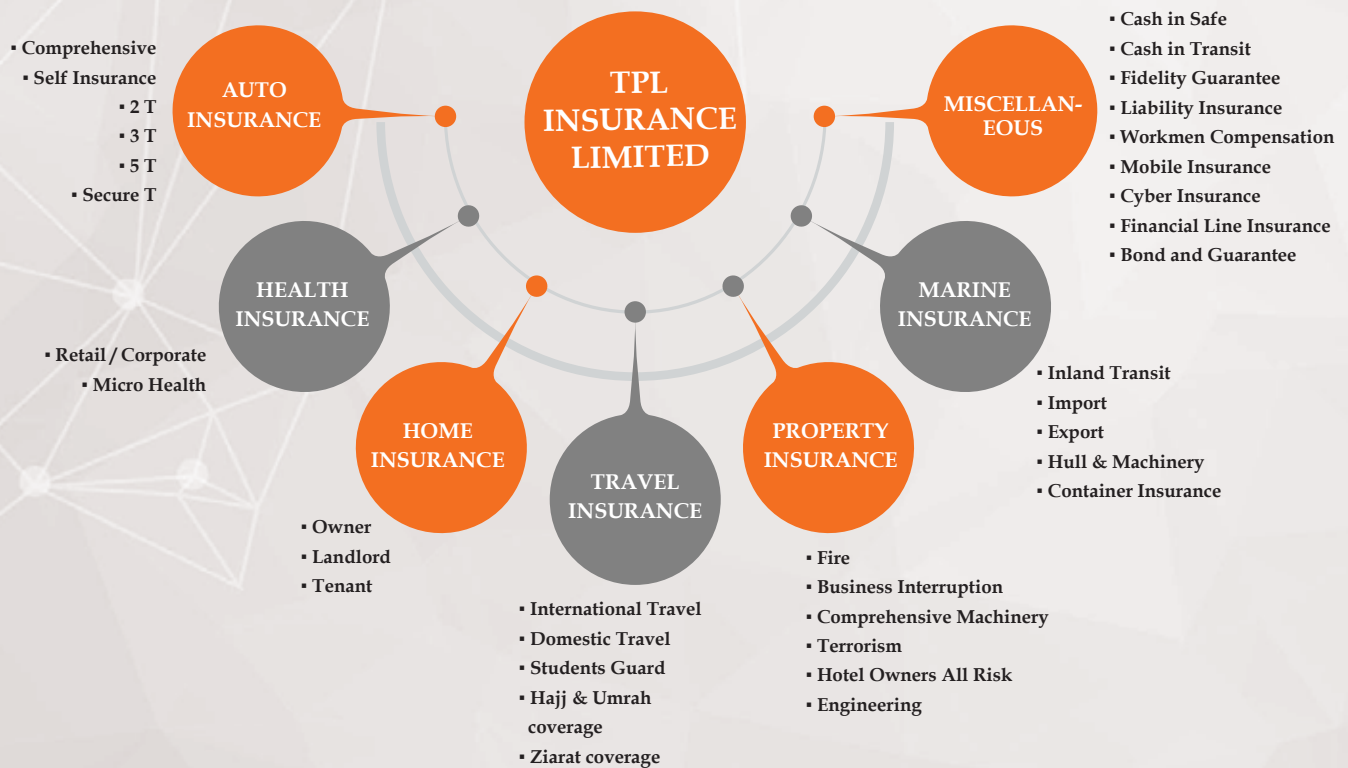 TPL
INSURANCE
LIMITED
AUTO
INSURANCE
▪ Comprehensive
▪ Self Insurance
▪ 2 T
▪ 3 T
▪ 5 T
▪ Secure T
HEALTH
INSURANCE
▪ Retail / Corporate
▪ Micro Health
HOME
INSURANCE
▪ Owner
▪ Landlord
▪ Tenant
TRAVEL
INSURANCE
▪ International Travel
▪ Domestic Travel
▪ Students Guard
▪ Hajj & Umrah
coverage
▪ Ziarat coverage
PROPERTY
INSURANCE
▪ Fire
▪ Business Interruption
▪ Comprehensive Machinery
▪ Terrorism
▪ Hotel Owners All Risk
▪ Engineering
MARINE
INSURANCE
▪ Inland Transit
▪ Import
▪ Export
▪ Hull & Machinery
▪ Container Insurance
MISCELLAN-
EOUS
▪ Cash in Safe
▪ Cash in Transit
▪ Fidelity Guarantee
▪ Liability Insurance
▪ Workmen Compensation
▪ Mobile Insurance
▪ Cyber Insurance
▪ Financial Line Insurance
▪ Bond and Guarantee